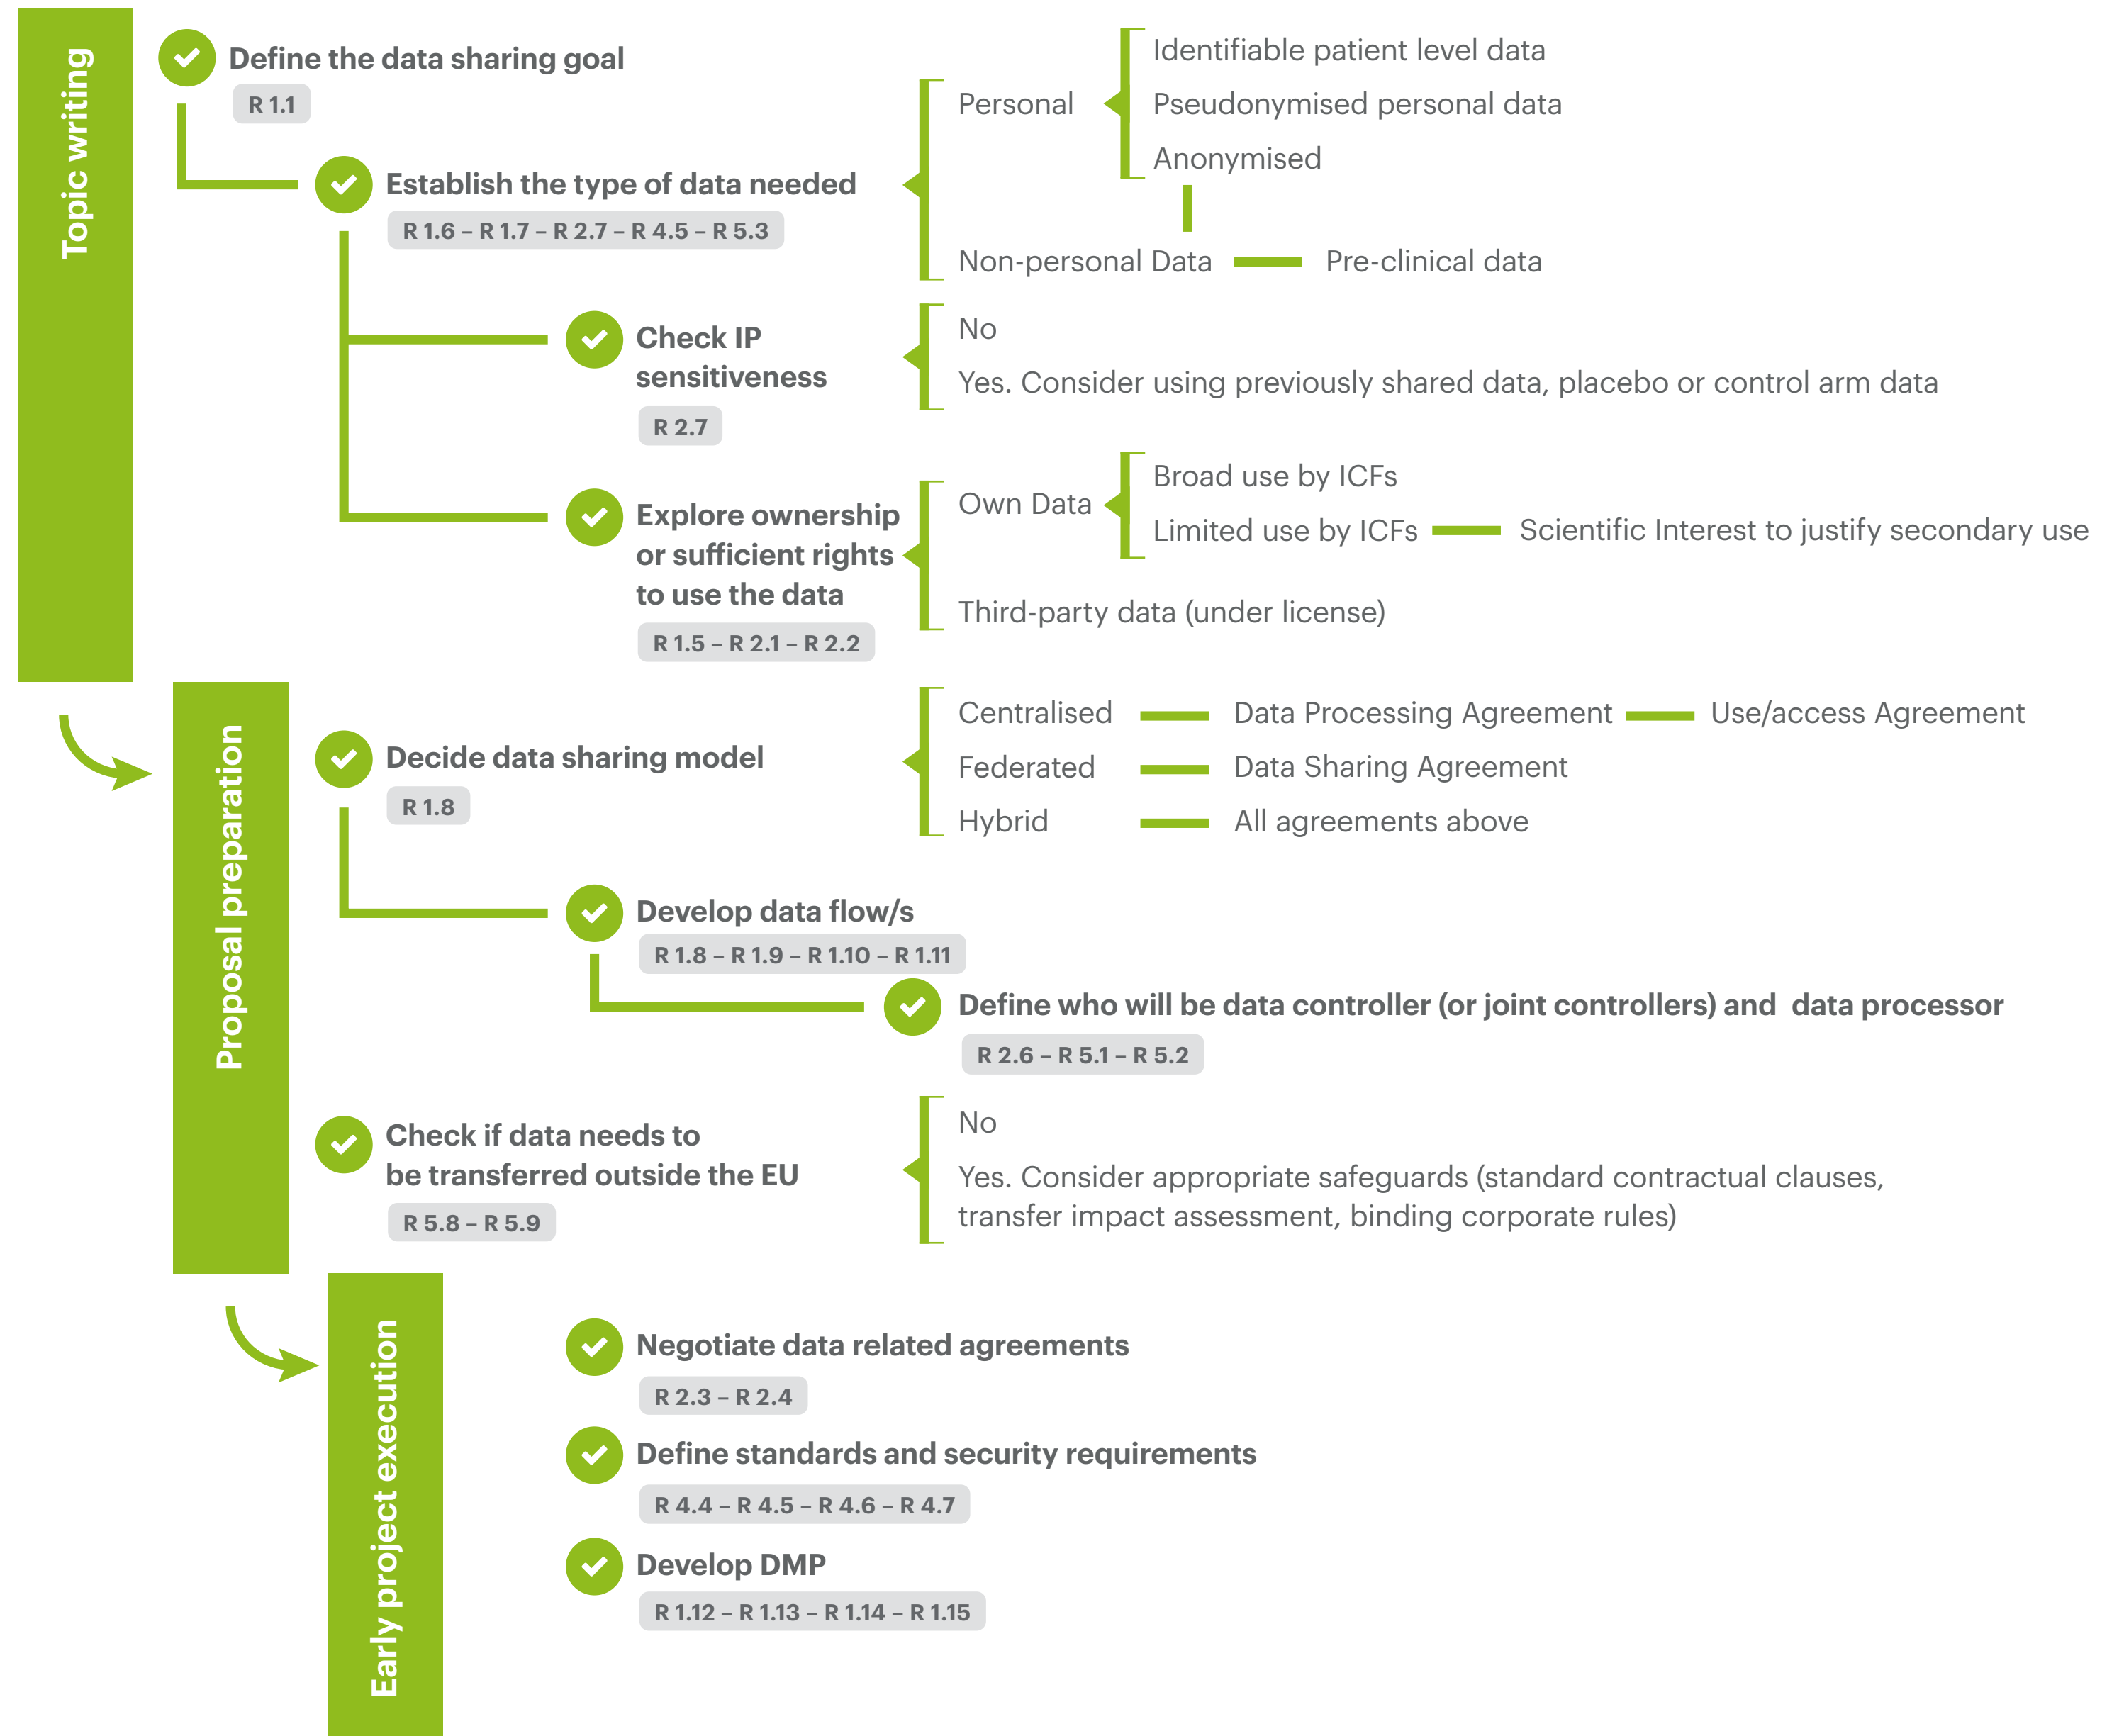 Topic writing
Define the data sharing goal
R 1.1
Establish the type of data needed
R 1.6 – R 1.7 – R 2.7 – R 4.5 – R 5.3
Personal
Identifiable patient level data
Pseudonymised personal data
Anonymised
Non-personal Data
Pre-clinical data
Check IP
sensitiveness
R 2.7
No
Yes. Consider using previously shared data, placebo or control arm data
Explore ownership
or sufficient rights
to use the data
R 1.5 – R 2.1 – R 2.2
Own Data
Broad use by ICFs
Limited use by ICFs
Scientific Interest to justify secondary use
Third-party data (under license)
Proposal preparation
Decide data sharing model
R 1.8
Centralised
Data Processing Agreement
Use/access Agreement
Federated
Data Sharing Agreement
Hybrid
All agreements above
Develop data flow/s
R 1.8 – R 1.9 – R 1.10 – R 1.11
Define who will be data controller (or joint controllers) and data processor
R 2.6 – R 5.1 – R 5.2
Check if data needs to
be transferred outside the EU
R 5.8 – R 5.9
No
Yes. Consider appropriate safeguards (standard contractual clauses,
transfer impact assessment, binding corporate rules)
Early project execution
Negotiate data related agreements
R 2.3 – R 2.4
Define standards and security requirements
R 4.4 – R 4.5 – R 4.6 – R 4.7
Develop DMP
R 1.12 – R 1.13 – R 1.14 – R 1.15